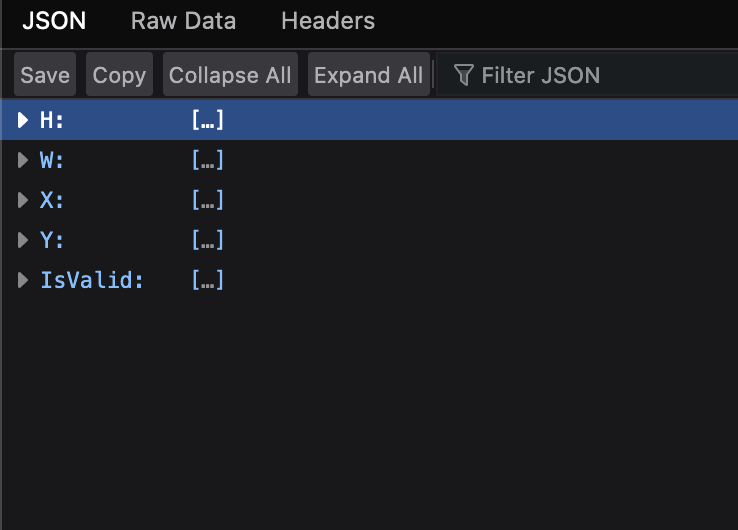 JSON Raw Data Headers
Save Copy Collapse All Expand All Filter JSON
H: […]
W: […]
X: […]
Y: […]
IsValid: […]